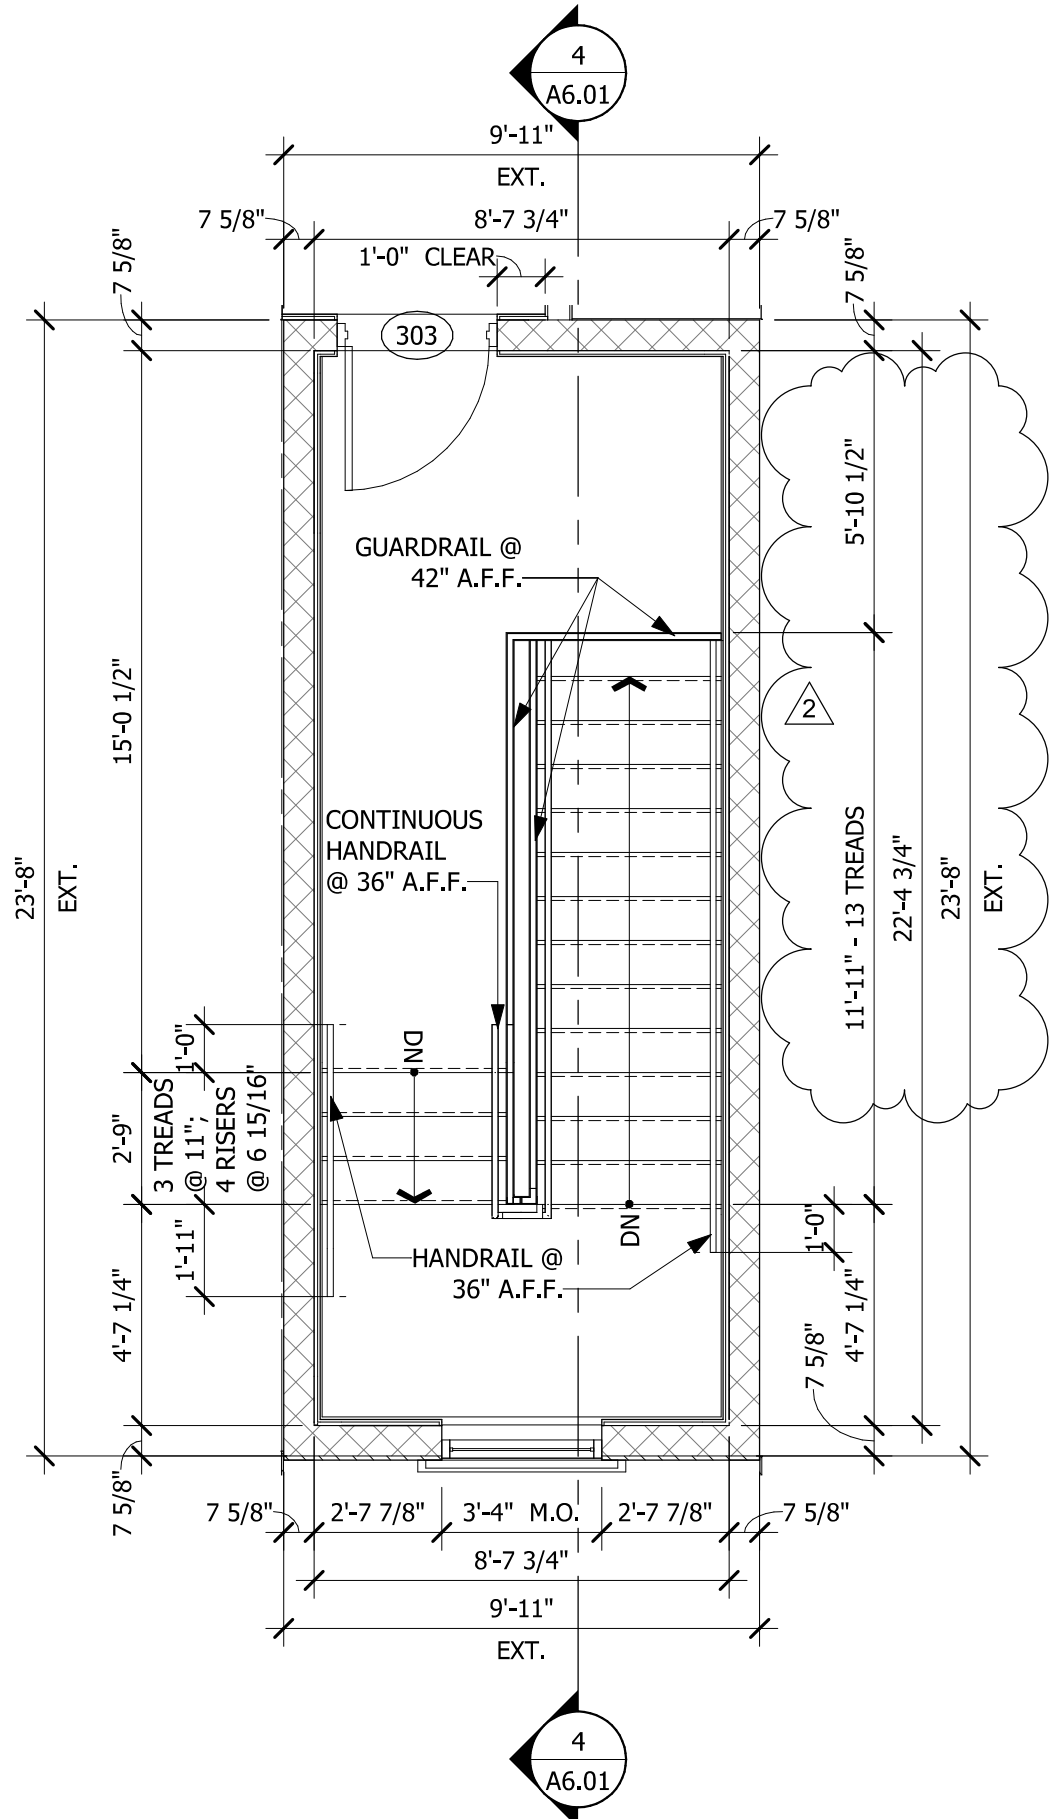 4
A6.01
9'-11"
EXT.
7 5/8"
8'-7 3/4"
7 5/8"
1'-0" CLEAR
7 5/8"
7 5/8"
303
5'-10 1/2"
GUARDRAIL @
42" A.F.F.
15'-0 1/2"
2
CONTINUOUS
HANDRAIL
@ 36" A.F.F.
23'-8"
EXT.
11'-11" - 13 TREADS
22'-4 3/4"
23'-8"
EXT.
1'-0"
DN
2'-9"
3 TREADS
@ 11";
4 RISERS
@ 6 15/16"
1'-11"
DN
1'-0"
HANDRAIL @
36" A.F.F.
4'-7 1/4"
4'-7 1/4"
7 5/8"
7 5/8"
7 5/8"
2'-7 7/8"
3'-4" M.O.
2'-7 7/8"
7 5/8"
8'-7 3/4"
9'-11"
EXT.
4
A6.01